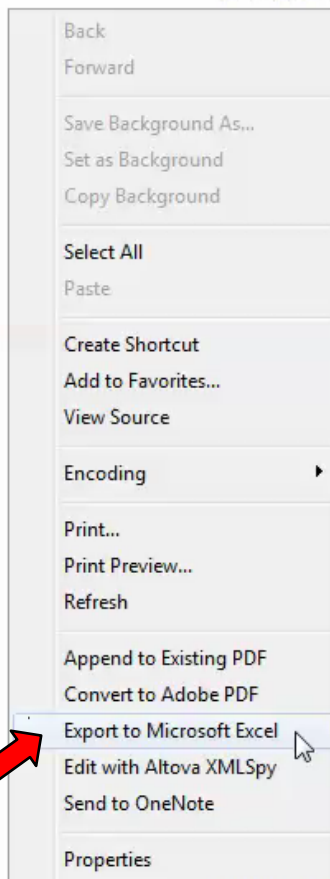 Back
Forward
Save Background As...
Set as Background
Copy Background
Select All
Paste
Create Shortcut
Add to Favorites...
View Source
Encoding
Print...
Print Preview...
Refresh
Append to Existing PDF
Convert to Adobe PDF
Export to Microsoft Excel
Edit with Altova XMLSpy
Send to OneNote
Properties